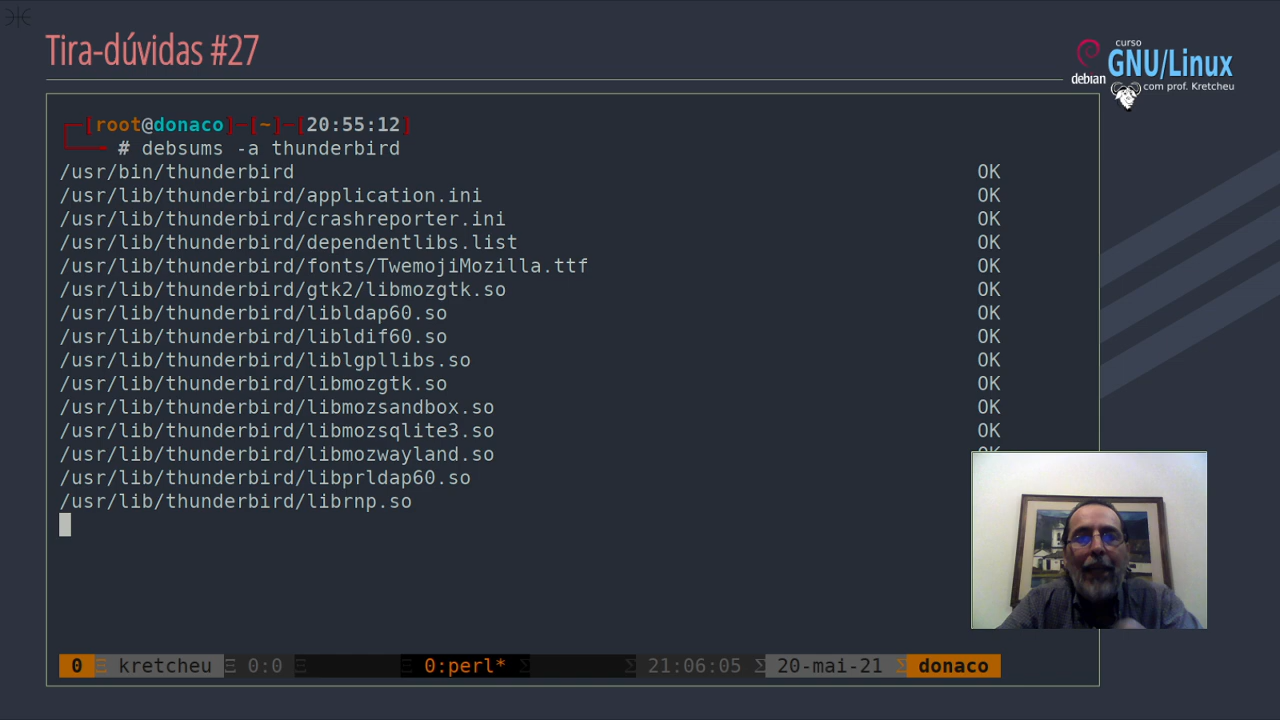 Tira-dúvidas #27
curso
GNU/Linux
debian
com prof. Kretcheu
[root@donaco]-[~]-[20:55:12]
# debsums -a thunderbird
/usr/bin/thunderbird OK
/usr/lib/thunderbird/application.ini OK
/usr/lib/thunderbird/crashreporter.ini OK
/usr/lib/thunderbird/dependentlibs.list OK
/usr/lib/thunderbird/fonts/TwemojiMozilla.ttf OK
/usr/lib/thunderbird/gtk2/libmozgtk.so OK
/usr/lib/thunderbird/libldap60.so OK
/usr/lib/thunderbird/libldif60.so OK
/usr/lib/thunderbird/liblgpllibs.so OK
/usr/lib/thunderbird/libmozgtk.so OK
/usr/lib/thunderbird/libmozsandbox.so OK
/usr/lib/thunderbird/libmozsqlite3.so OK
/usr/lib/thunderbird/libmozwayland.so OK
/usr/lib/thunderbird/libprldap60.so
/usr/lib/thunderbird/librnp.so
0 Ξ kretcheu Ξ 0:0 Ξ 0:perl* Σ Σ 21:06:05 Σ 20-mai-21 Σ donaco